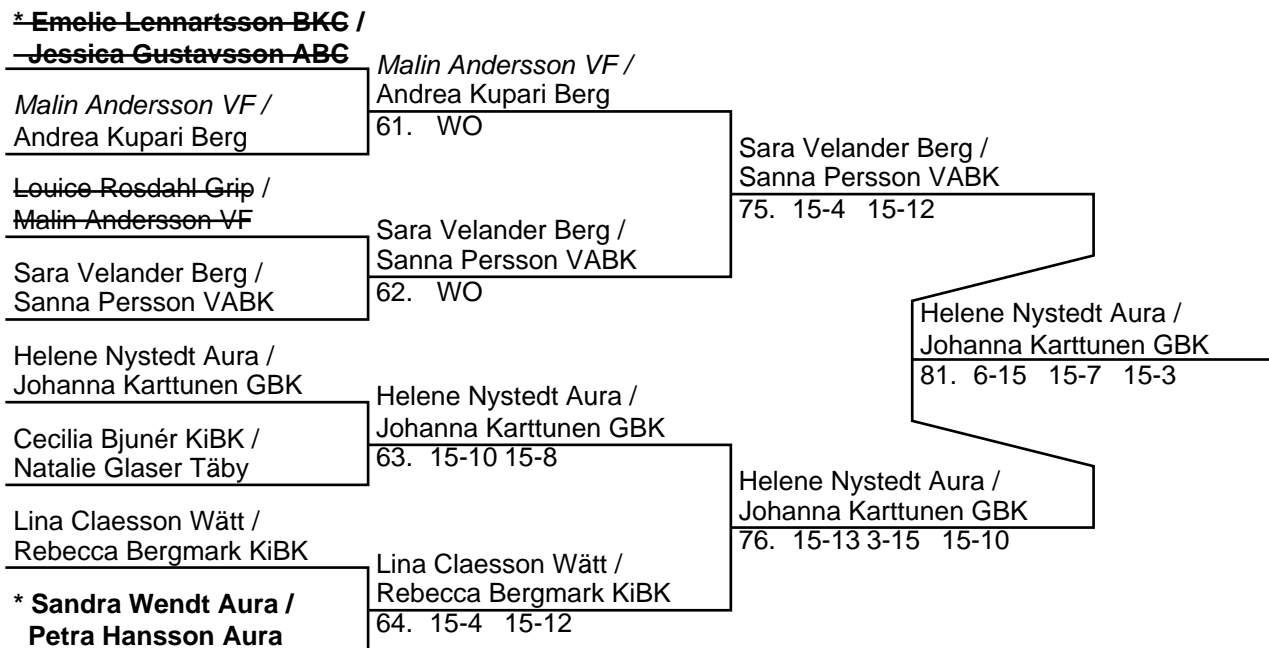 * Emelie Lennartsson BKC /
Jessica Gustavsson ABC
Malin Andersson VF /
Andrea Kupari Berg
Louice Rosdahl Grip /
Malin Andersson VF
Sara Velander Berg /
Sanna Persson VABK
Helene Nystedt Aura /
Johanna Karttunen GBK
Cecilia Bjunér KiBK /
Natalie Glaser Täby
Lina Claesson Wätt /
Rebecca Bergmark KiBK
* Sandra Wendt Aura /
Petra Hansson Aura
Malin Andersson VF /
Andrea Kupari Berg
61. WO
Sara Velander Berg /
Sanna Persson VABK
62. WO
Helene Nystedt Aura /
Johanna Karttunen GBK
63. 15-10 15-8
Lina Claesson Wätt /
Rebecca Bergmark KiBK
64. 15-4 15-12
Sara Velander Berg /
Sanna Persson VABK
75. 15-4 15-12
Helene Nystedt Aura /
Johanna Karttunen GBK
76. 15-13 3-15 15-10
Helene Nystedt Aura /
Johanna Karttunen GBK
81. 6-15 15-7 15-3